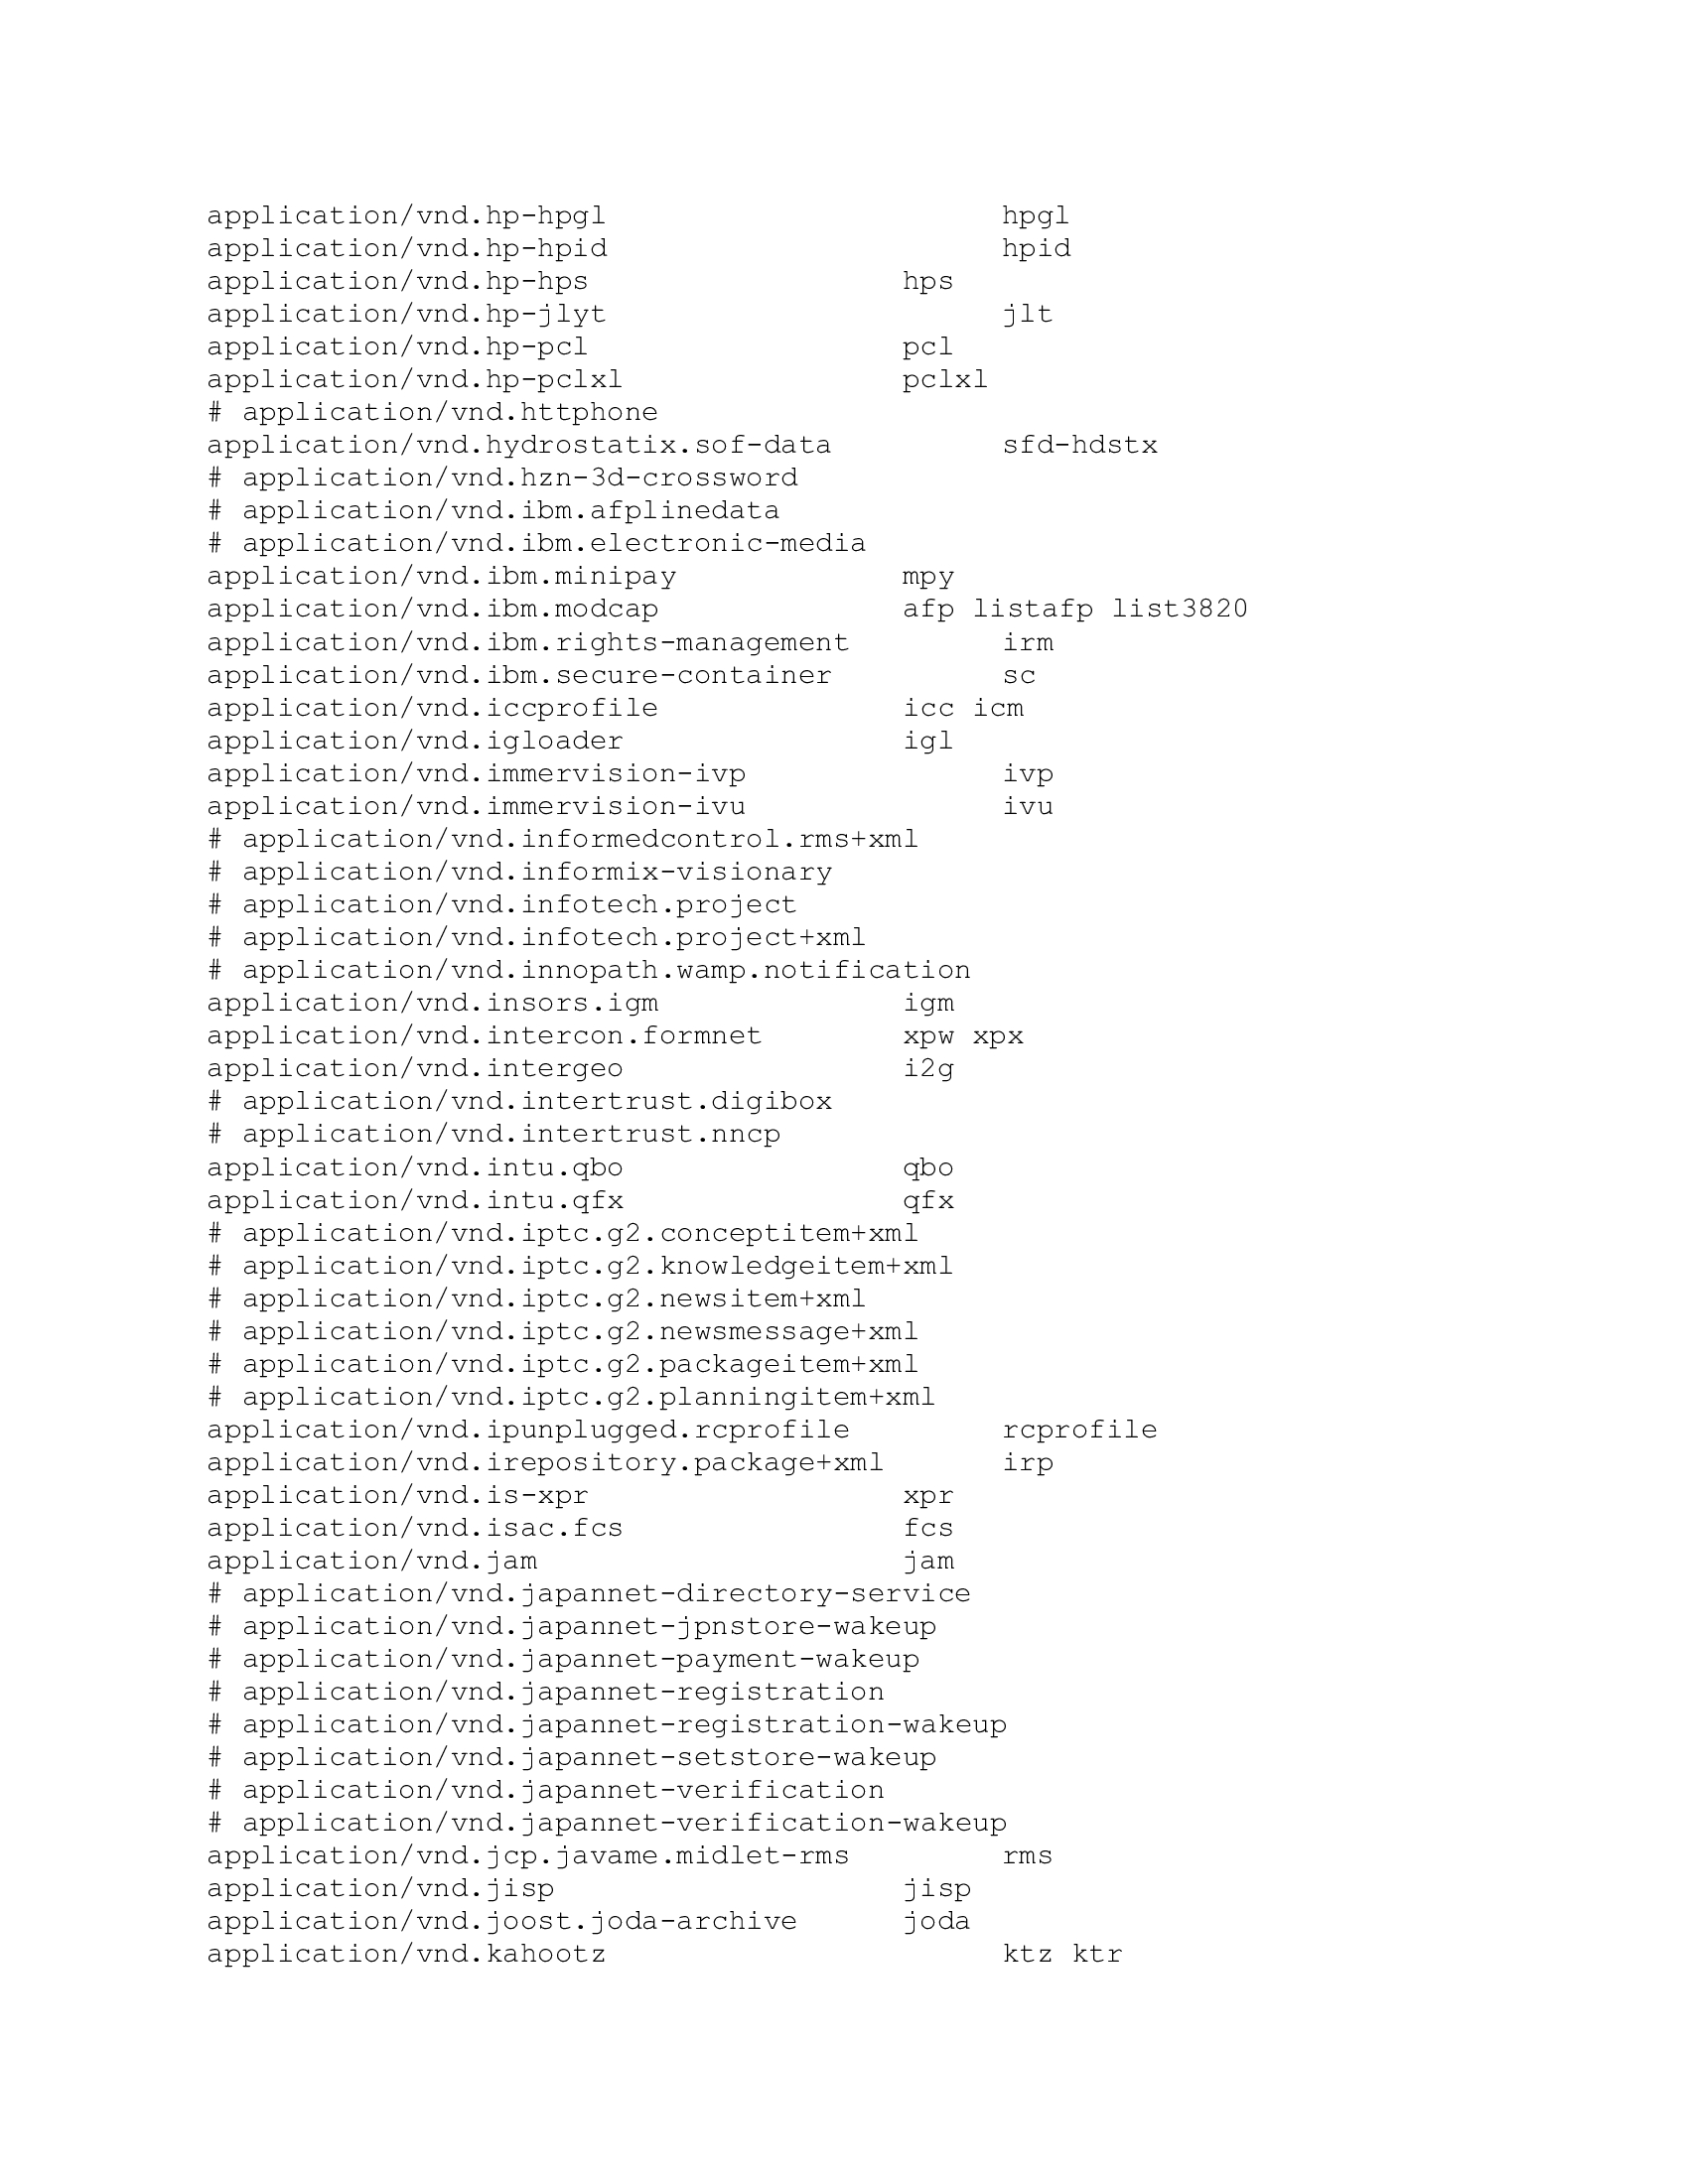 application/vnd.hp-hpgl hpgl
application/vnd.hp-hpid hpid
application/vnd.hp-hps hps
application/vnd.hp-jlyt jlt
application/vnd.hp-pcl pcl
application/vnd.hp-pclxl pclxl
# application/vnd.httphone
application/vnd.hydrostatix.sof-data sfd-hdstx
# application/vnd.hzn-3d-crossword
# application/vnd.ibm.afplinedata
# application/vnd.ibm.electronic-media
application/vnd.ibm.minipay mpy
application/vnd.ibm.modcap afp listafp list3820
application/vnd.ibm.rights-management irm
application/vnd.ibm.secure-container sc
application/vnd.iccprofile icc icm
application/vnd.igloader igl
application/vnd.immervision-ivp ivp
application/vnd.immervision-ivu ivu
# application/vnd.informedcontrol.rms+xml
# application/vnd.informix-visionary
# application/vnd.infotech.project
# application/vnd.infotech.project+xml
# application/vnd.innopath.wamp.notification
application/vnd.insors.igm igm
application/vnd.intercon.formnet xpw xpx
application/vnd.intergeo i2g
# application/vnd.intertrust.digibox
# application/vnd.intertrust.nncp
application/vnd.intu.qbo qbo
application/vnd.intu.qfx qfx
# application/vnd.iptc.g2.conceptitem+xml
# application/vnd.iptc.g2.knowledgeitem+xml
# application/vnd.iptc.g2.newsitem+xml
# application/vnd.iptc.g2.newsmessage+xml
# application/vnd.iptc.g2.packageitem+xml
# application/vnd.iptc.g2.planningitem+xml
application/vnd.ipunplugged.rcprofile rcprofile
application/vnd.irepository.package+xml irp
application/vnd.is-xpr xpr
application/vnd.isac.fcs fcs
application/vnd.jam jam
# application/vnd.japannet-directory-service
# application/vnd.japannet-jpnstore-wakeup
# application/vnd.japannet-payment-wakeup
# application/vnd.japannet-registration
# application/vnd.japannet-registration-wakeup
# application/vnd.japannet-setstore-wakeup
# application/vnd.japannet-verification
# application/vnd.japannet-verification-wakeup
application/vnd.jcp.javame.midlet-rms rms
application/vnd.jisp jisp
application/vnd.joost.joda-archive joda
application/vnd.kahootz ktz ktr